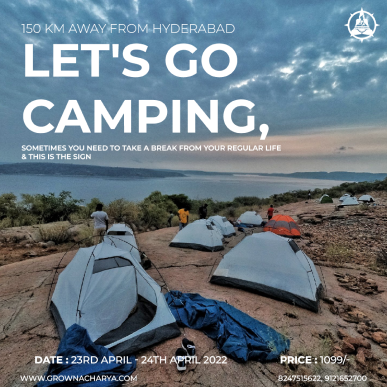 150 KM AWAY FROM HYDERABAD
LET'S GO
CAMPING,
SOMETIMES YOU NEED TO TAKE A BREAK FROM YOUR REGULAR LIFE
& THIS IS THE SIGN
DATE : 23RD APRIL - 24TH APRIL 2022
PRICE : 1099/-
WWW.GROWNACHARYA.COM
8247515622, 9121652700